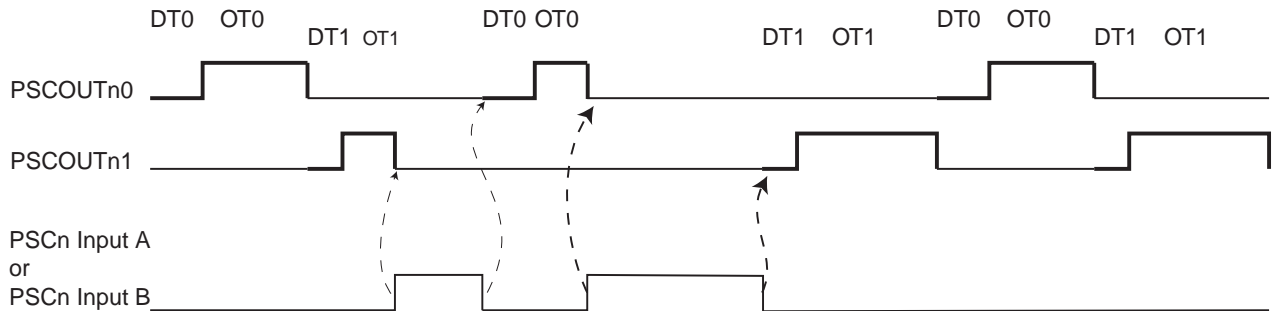 DT0 OT0 DT0 OT0 DT0 OT0
DT1 OT1 DT1 OT1 DT1 OT1
PSCOUTn0
PSCOUTn1
PSCn Input A
or
PSCn Input B